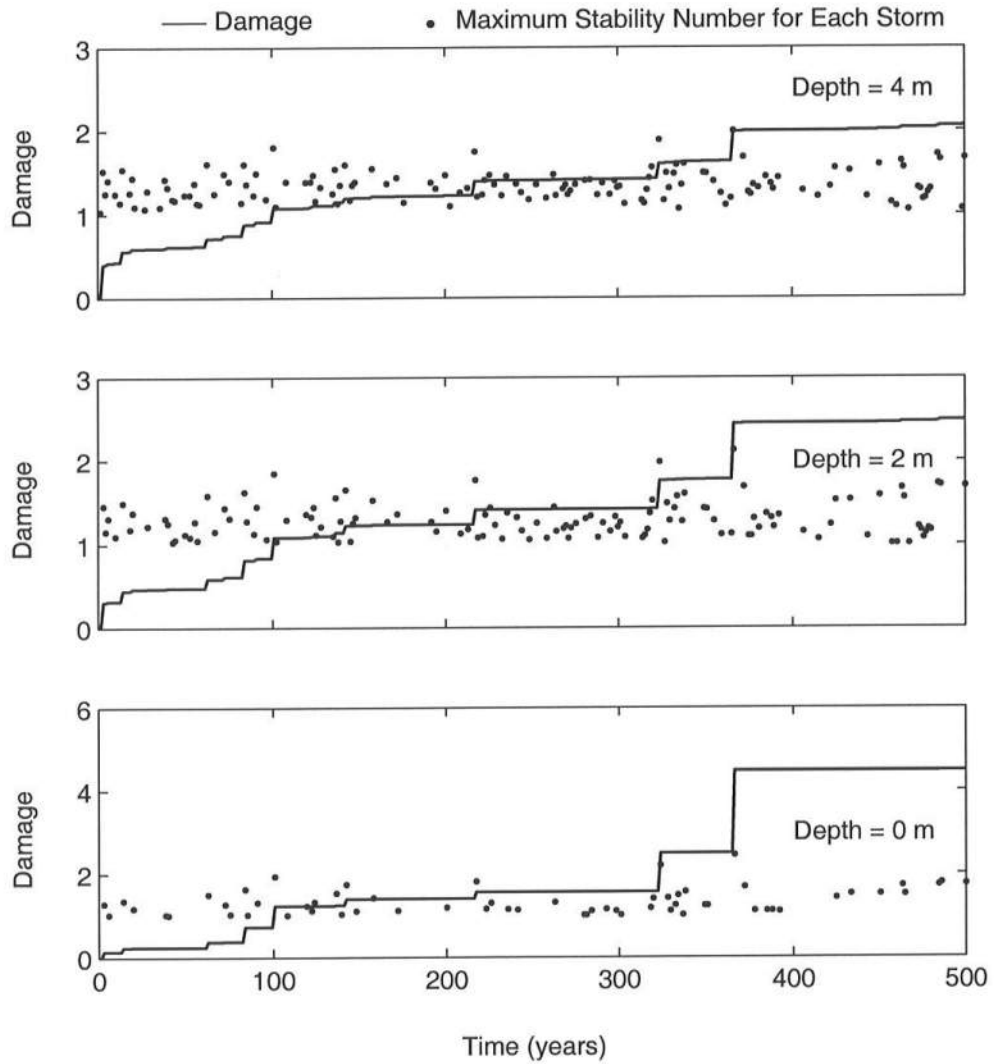 Damage Maximum Stability Number for Each Storm
3
Depth = 4 m
2
1
0
Damage
3
Depth = 2 m
2
1
0
Damage
6
4
Depth = 0 m
2
0
Damage
0 100 200 300 400 500
Time (years)